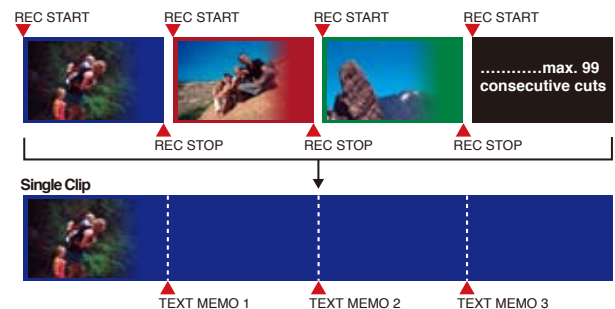 REC START
REC START
REC START
REC START
............max. 99
consecutive cuts
REC STOP
REC STOP
REC STOP
Single Clip
TEXT MEMO 1
TEXT MEMO 2
TEXT MEMO 3